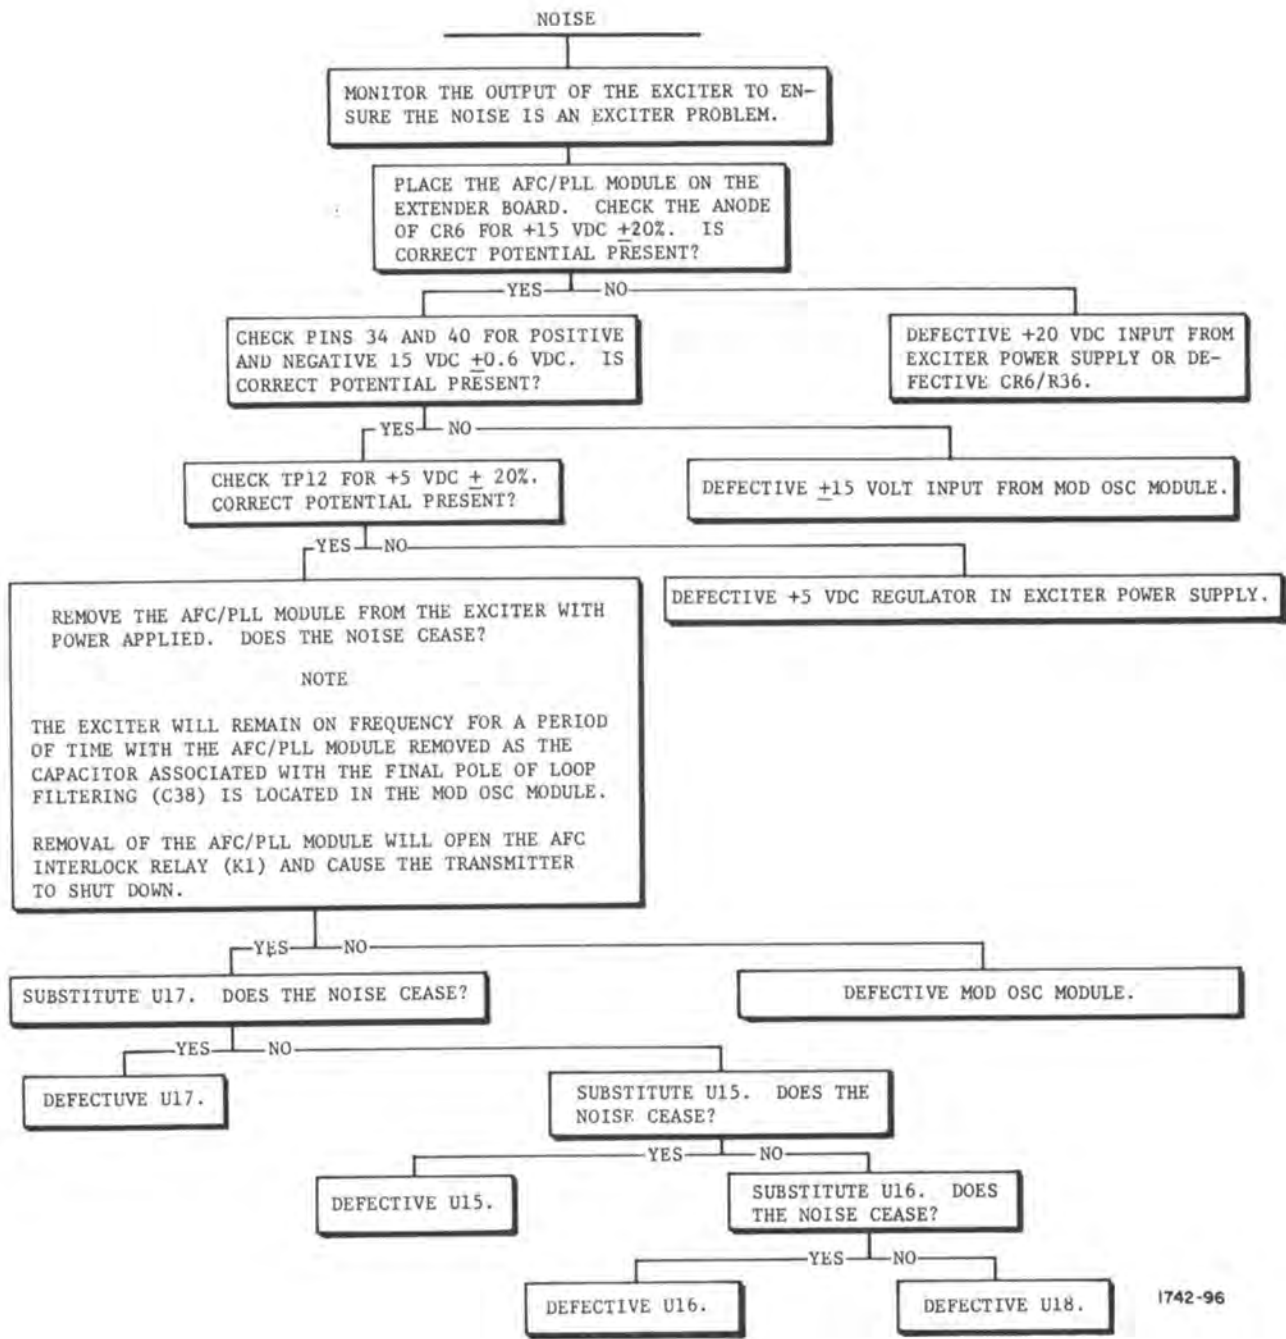 NOISE
MONITOR THE OUTPUT OF THE EXCITER TO EN-
SURE THE NOISE IS AN EXCITER PROBLEM.
PLACE THE AFC/PLL MODULE ON THE
EXTENDER BOARD. CHECK THE ANODE
OF CR6 FOR +15 VDC ±20%. IS
CORRECT POTENTIAL PRESENT?
YES NO
CHECK PINS 34 AND 40 FOR POSITIVE
AND NEGATIVE 15 VDC ±0.6 VDC. IS
CORRECT POTENTIAL PRESENT?
DEFECTIVE +20 VDC INPUT FROM
EXCITER POWER SUPPLY OR DE-
FECTIVE CR6/R36.
YES NO
CHECK TP12 FOR +5 VDC ± 20%.
CORRECT POTENTIAL PRESENT?
DEFECTIVE ±15 VOLT INPUT FROM MOD OSC MODULE.
YES NO
REMOVE THE AFC/PLL MODULE FROM THE EXCITER WITH
POWER APPLIED. DOES THE NOISE CEASE?
NOTE
THE EXCITER WILL REMAIN ON FREQUENCY FOR A PERIOD
OF TIME WITH THE AFC/PLL MODULE REMOVED AS THE
CAPACITOR ASSOCIATED WITH THE FINAL POLE OF LOOP
FILTERING (C38) IS LOCATED IN THE MOD OSC MODULE.
REMOVAL OF THE AFC/PLL MODULE WILL OPEN THE AFC
INTERLOCK RELAY (K1) AND CAUSE THE TRANSMITTER
TO SHUT DOWN.
DEFECTIVE +5 VDC REGULATOR IN EXCITER POWER SUPPLY.
YES NO
SUBSTITUTE U17. DOES THE NOISE CEASE?
DEFECTIVE MOD OSC MODULE.
YES NO
DEFECTUVE U17.
SUBSTITUTE U15. DOES THE
NOISE CEASE?
YES NO
DEFECTIVE U15.
SUBSTITUTE U16. DOES
THE NOISE CEASE?
YES NO
DEFECTIVE U16.
DEFECTIVE U18.
1742-96